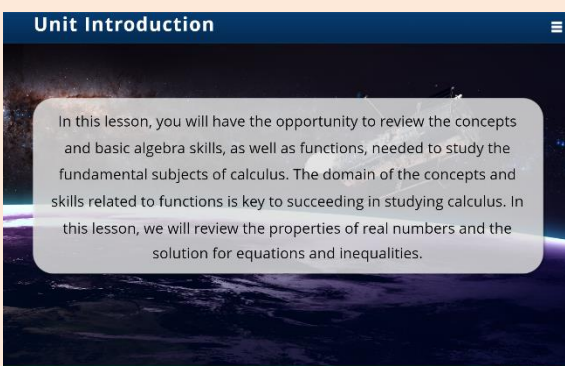 Unit Introduction
In this lesson, you will have the opportunity to review the concepts
and basic algebra skills, as well as functions, needed to study the
fundamental subjects of calculus. The domain of the concepts and
skills related to functions is key to succeeding in studying calculus. In
this lesson, we will review the properties of real numbers and the
solution for equations and inequalities.